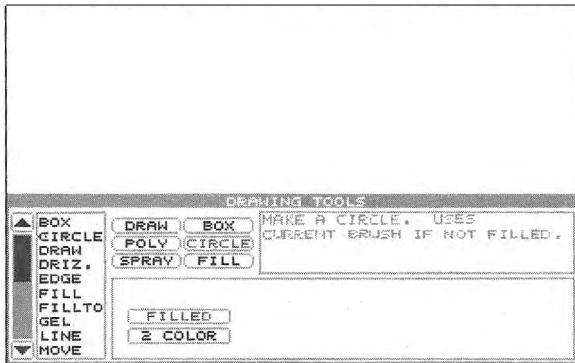 DRAWING TOOLS
BOX
CIRCLE
DRAW
DRIZ.
EDGE
FILL
FILLTO
GEL
LINE
MOVE
DRAW BOX
POLY CIRCLE
SPRAY FILL
MAKE A CIRCLE. USES
CURRENT BRUSH IF NOT FILLED.
FILLED
2 COLOR